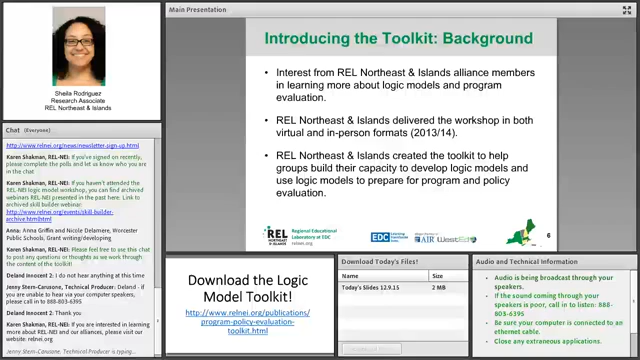 Main Presentation
Sheila Rodriguez
Research Associate
REL Northeast & Islands
Chat (Everyone)
http://www.relnei.org/news/newsletter-sign-up.html
Karen Shakman, REL-NEI: If you've signed on recently,
please complete the polls and let us know who you are in
the chat
Karen Shakman, REL-NEI: If you haven't attended the
REL-NEI logic model workshop, you can find archived
webinars REL-NEI presented in the past here: Link to
archived skill builder webinar:
http://www.relnei.org/events/skill-builder-
archive.htmlhtml
Anna: Anna Griffin and Nicole Delamere, Worcester
Public Schools, Grant writing/developing
Karen Shakman, REL-NEI: Please feel free to use this chat
to post any questions or thoughts as we work through
the content of the toolkit!
Deland Innocent 2: I do not hear anything at this time
Jenny Stern-Carusone, Technical Producer: Deland - if
you are unable to hear via your computer speakers,
please call in to 888-803-6395
Deland Innocent 2: Thank you
Karen Shakman, REL-NEI: If you are interested in learning
more about REL-NEI and our alliances, please visit our
website: relnei.org
Jenny Stern-Carusone, Technical Producer is typing...
Introducing the Toolkit: Background
• Interest from REL Northeast & Islands alliance members
in learning more about logic models and program
evaluation.
• REL Northeast & Islands delivered the workshop in both
virtual and in-person formats (2013/14).
• REL Northeast & Islands created the toolkit to help
groups build their capacity to develop logic models and
use logic models to prepare for program and policy
evaluation.
REL
NORTHEAST
& ISLANDS
Regional Educational
Laboratory at EDC
relnei.org
EDC
AIR
WestEd
6
Download the Logic
Model Toolkit!
http://www.relnei.org/publications/
program-policy-evaluation-
toolkit.html
Download Today's Files!
Name
Size
Today's Slides 12.9.15
2 MB
Audio and Technical Information
• Audio is being broadcast through your
speakers.
• If the sound coming through your
speakers is poor, call in to listen: 888-
803-6395
• Be sure your computer is connected to an
ethernet cable.
• Close any extraneous applications.